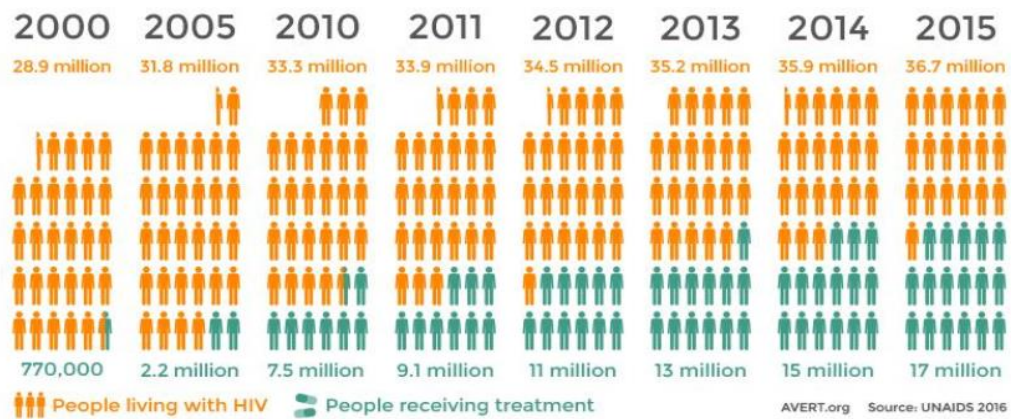 2000 2005 2010 2011 2012 2013 2014 2015
28.9 million 31.8 million 33.3 million 33.9 million 34.5 million 35.2 million 35.9 million 36.7 million
770,000 2.2 million 7.5 million 9.1 million 11 million 13 million 15 million 17 million
People living with HIV People receiving treatment AVERT.org Source: UNAIDS 2016